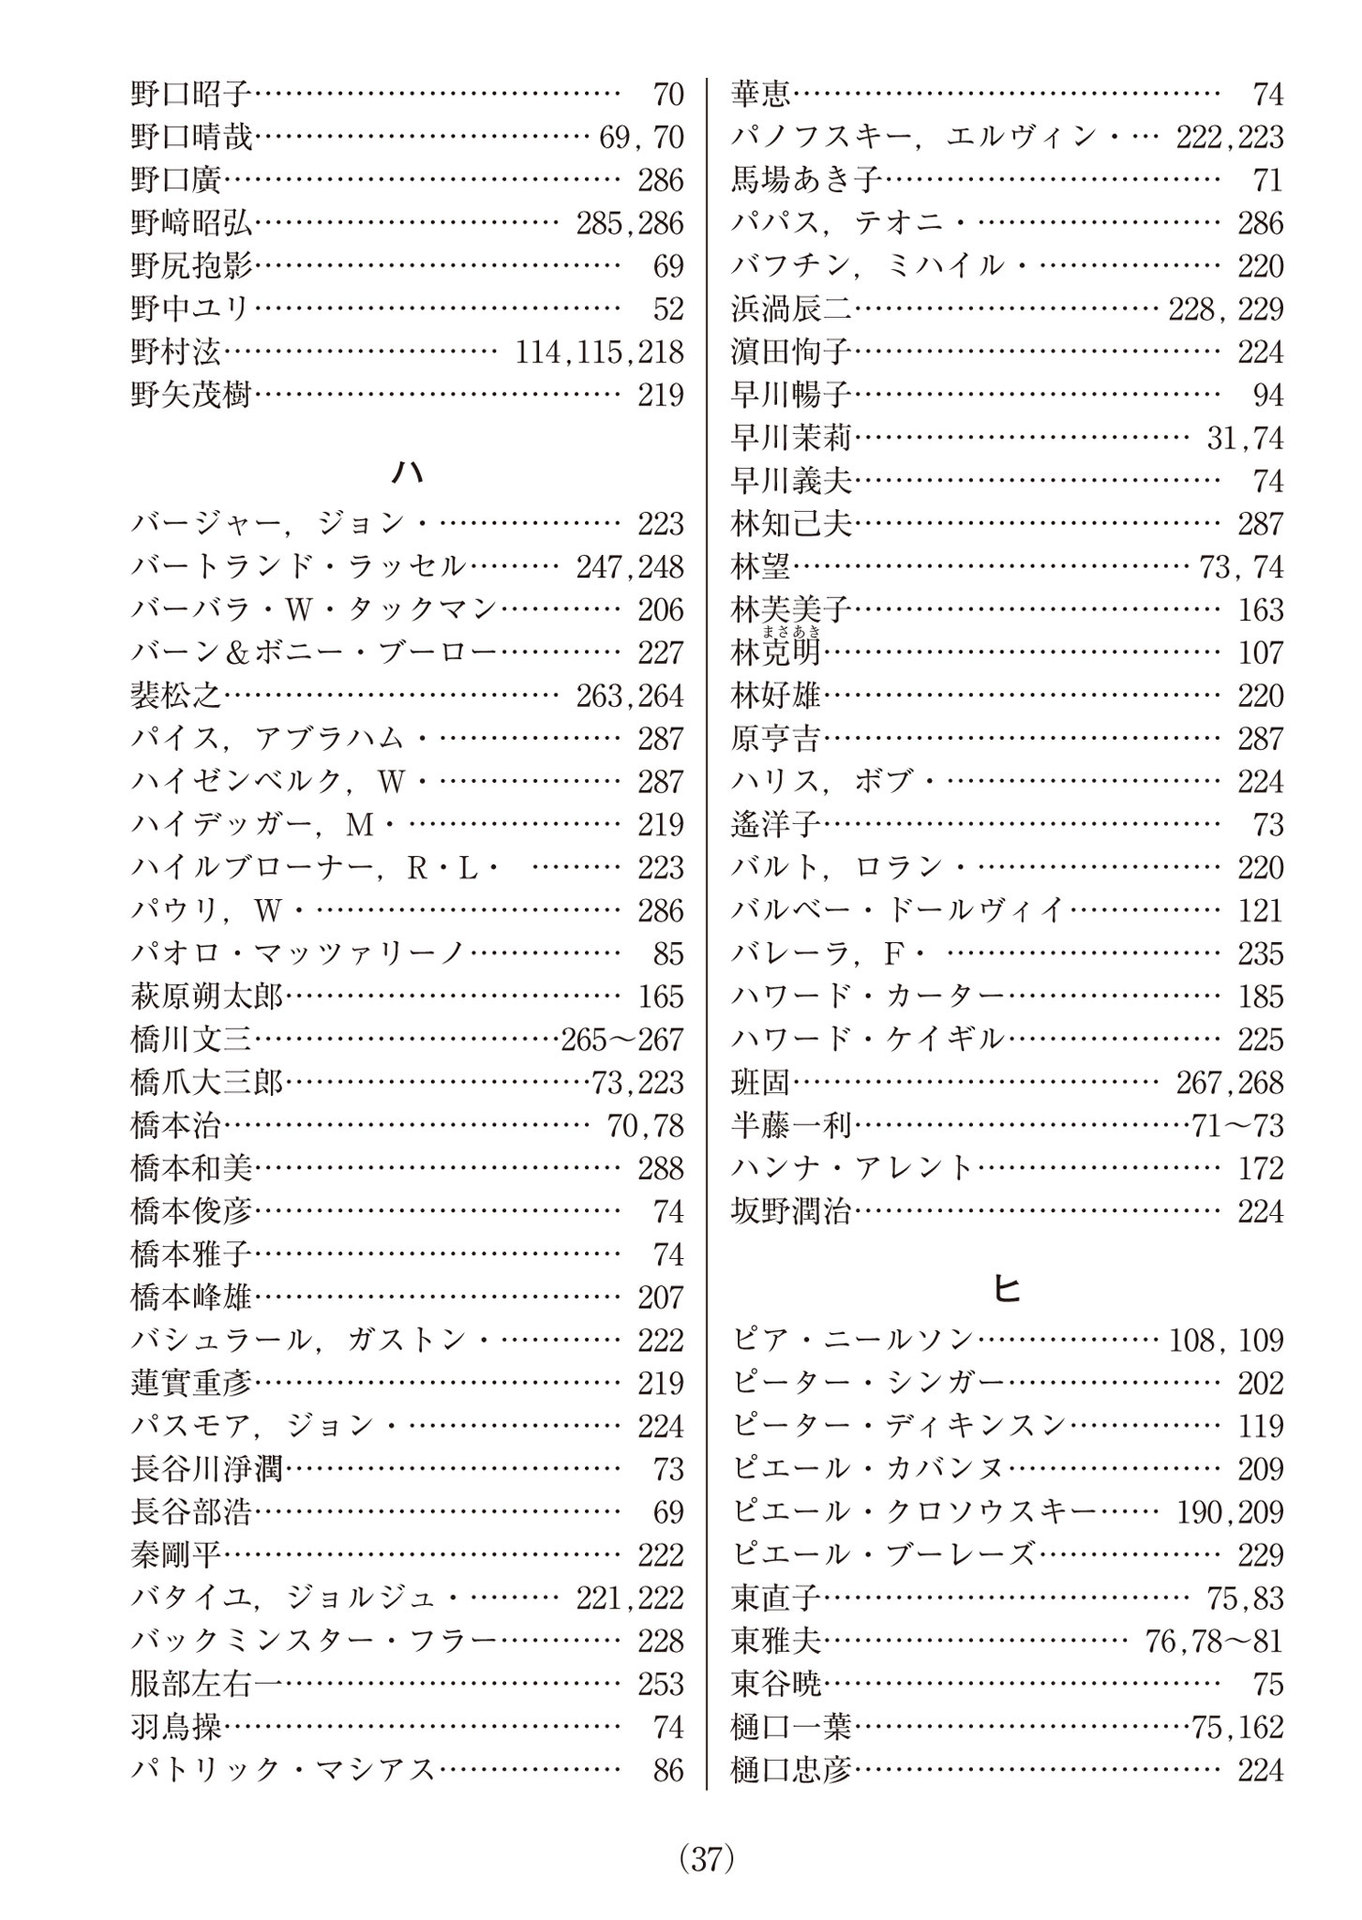 野口昭子……………………………… 70
野口晴哉…………………………… 69, 70
野口廣………………………………… 286
野﨑昭弘………………………… 285,286
野尻抱影……………………………… 69
野中ユリ……………………………… 52
野村泫……………………… 114,115,218
野矢茂樹……………………………… 219
ハ
バージャー，ジョン・……………… 223
バートランド・ラッセル……… 247,248
バーバラ・W・タックマン………… 206
バーン＆ボニー・ブーロー………… 227
裴松之…………………………… 263,264
パイス，アブラハム・……………… 287
ハイゼンベルク，W・……………… 287
ハイデッガー，M・………………… 219
ハイルブローナー，R・L・ ……… 223
パウリ，W・………………………… 286
パオロ・マッツァリーノ…………… 85
萩原朔太郎…………………………… 165
橋川文三…………………………265～267
橋爪大三郎…………………………73,223
橋本治……………………………… 70,78
橋本和美……………………………… 288
橋本俊彦……………………………… 74
橋本雅子……………………………… 74
橋本峰雄……………………………… 207
バシュラール，ガストン・………… 222
蓮實重彥……………………………… 219
パスモア，ジョン・………………… 224
長谷川淨潤…………………………… 73
長谷部浩……………………………… 69
秦剛平………………………………… 222
バタイユ，ジョルジュ・……… 221,222
バックミンスター・フラー………… 228
服部左右一…………………………… 253
羽鳥操………………………………… 74
パトリック・マシアス……………… 86
華恵…………………………………… 74
パノフスキー，エルヴィン・… 222,223
馬場あき子…………………………… 71
パパス，テオニ・…………………… 286
バフチン，ミハイル・……………… 220
浜渦辰二………………………… 228, 229
濵田恂子……………………………… 224
早川暢子……………………………… 94
早川茉莉…………………………… 31,74
早川義夫……………………………… 74
林知己夫……………………………… 287
林望………………………………… 73, 74
林芙美子……………………………… 163
林克明（まさあき）………………………………… 107
林好雄………………………………… 220
原亨吉………………………………… 287
ハリス，ボブ・……………………… 224
遙洋子………………………………… 73
バルト，ロラン・…………………… 220
バルベー・ドールヴィイ…………… 121
バレーラ，F・ ……………………… 235
ハワード・カーター………………… 185
ハワード・ケイギル………………… 225
班固……………………………… 267,268
半藤一利……………………………71～73
ハンナ・アレント…………………… 172
坂野潤治……………………………… 224
ヒ
ピア・ニールソン……………… 108, 109
ピーター・シンガー………………… 202
ピーター・ディキンスン…………… 119
ピエール・カバンヌ………………… 209
ピエール・クロソウスキー…… 190,209
ピエール・ブーレーズ……………… 229
東直子……………………………… 75,83
東雅夫………………………… 76,78～81
東谷暁………………………………… 75
樋口一葉……………………………75,162
樋口忠彦……………………………… 224
（37）